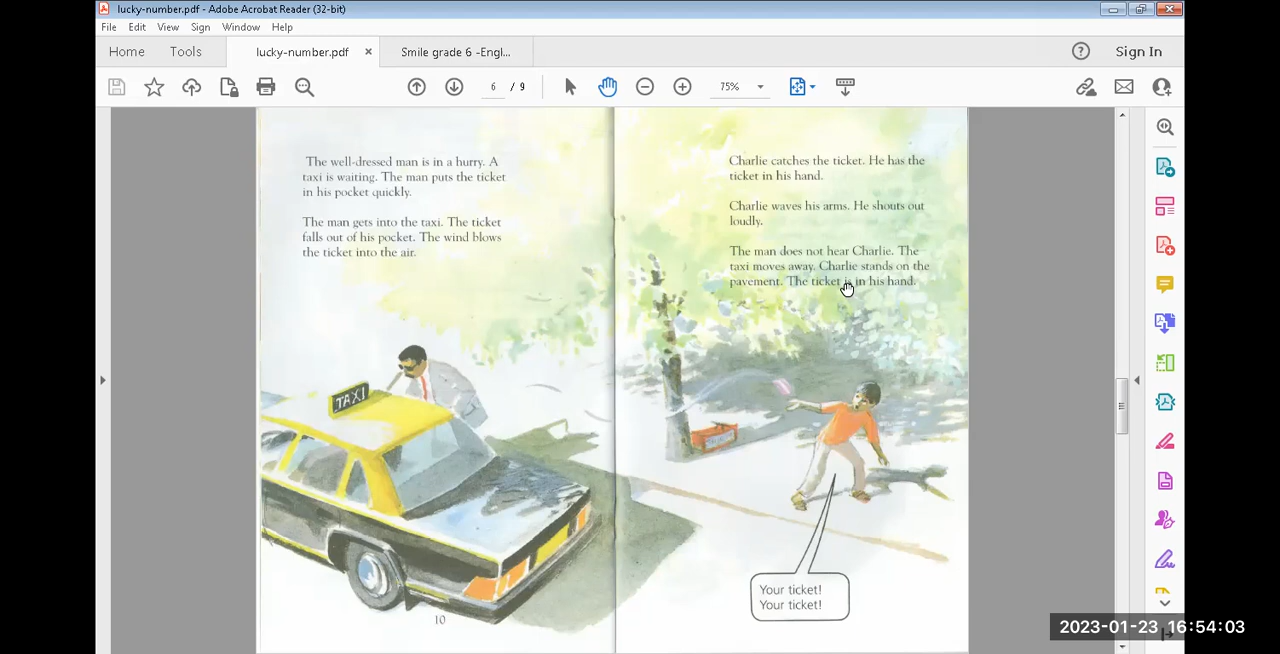 lucky-number.pdf - Adobe Acrobat Reader (32-bit)
File Edit View Sign Window Help
Home Tools lucky-number.pdf × Smile grade 6 -Engl... Sign In
6 / 9 75%
The well-dressed man is in a hurry. A
taxi is waiting. The man puts the ticket
in his pocket quickly.
The man gets into the taxi. The ticket
falls out of his pocket. The wind blows
the ticket into the air.
TAXI
10
Charlie catches the ticket. He has the
ticket in his hand.
Charlie waves his arms. He shouts out
loudly.
The man does not hear Charlie. The
taxi moves away. Charlie stands on the
pavement. The ticket is in his hand.
Your ticket!
Your ticket!
2023-01-23 16:54:03